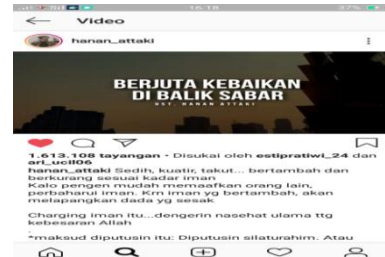 16.18
37%
Video
hanan_attaki
BERJUTA KEBAIKAN
DI BALIK SABAR
UST. HANAN ATTAKI
1.613.108 tayangan • Disukai oleh estipratiwi_24 dan
ari_ucil06
hanan_attaki Sedih, kuatir, takut... bertambah dan
berkurang sesuai kadar iman
Kalo pengen mudah memaafkan orang lain,
perbaharui iman. Krn iman yg bertambah, akan
melapangkan dada yg sesak
Charging iman itu...dengerin nasehat ulama ttg
kebesaran Allah
.
*maksud diputusin itu: Diputusin silaturahim. Atau